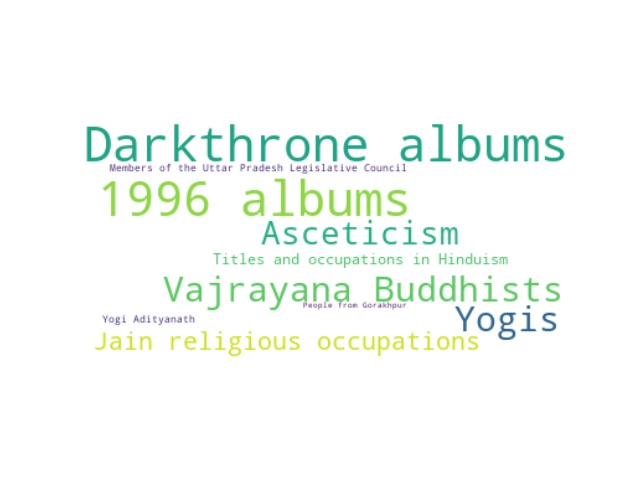 Darkthrone albums
Members of the Uttar Pradesh Legislative Council
1996 albums
Asceticism
Titles and occupations in Hinduism
Vajrayana Buddhists
People from Gorakhpur
Yogi Adityanath
Yogis
Jain religious occupations